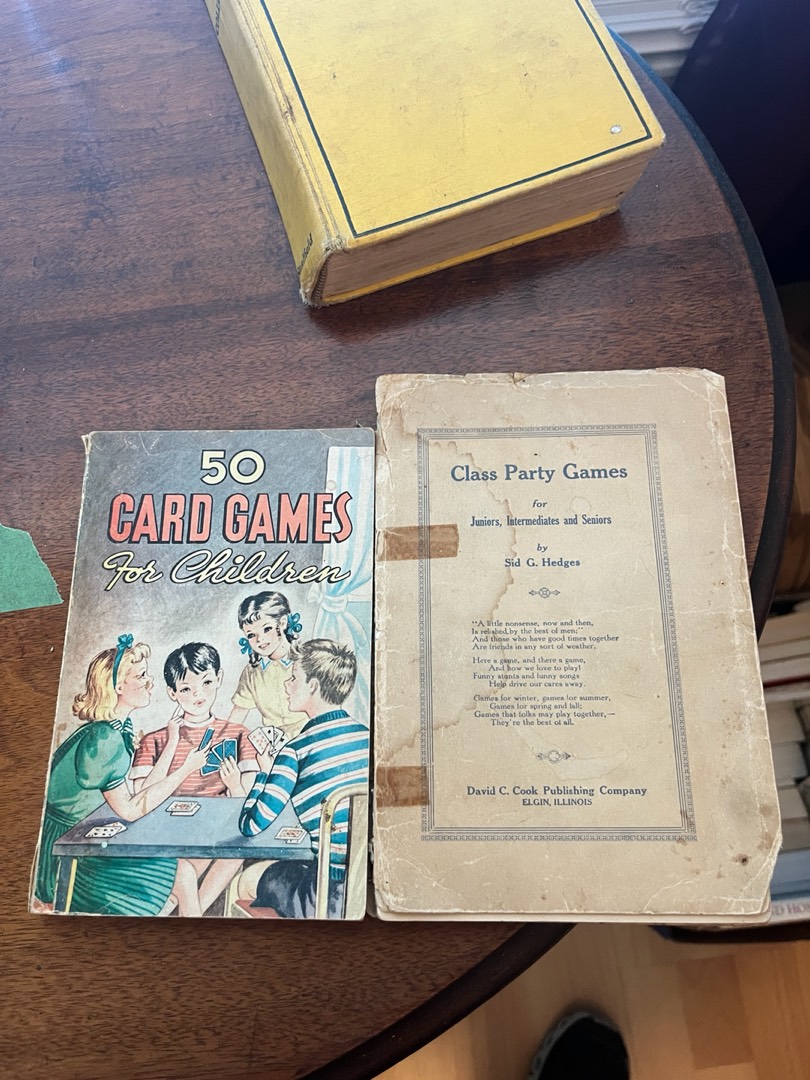 50
CARD GAMES
For Children
Class Party Games
for
Juniors, Intermediates and Seniors
by
Sid G. Hedges
"A little nonsense, now and then,
Is relished by the best of men;"
And those who have good times together
Are friends in any sort of weather.
Here a game, and there a game,
And how we love to play!
Funny stunts and funny songs
Help drive our cares away.
Games for winter, games for summer,
Games for spring and fall;
Games that folks may play together,—
They're the best of all.
David C. Cook Publishing Company
ELGIN, ILLINOIS